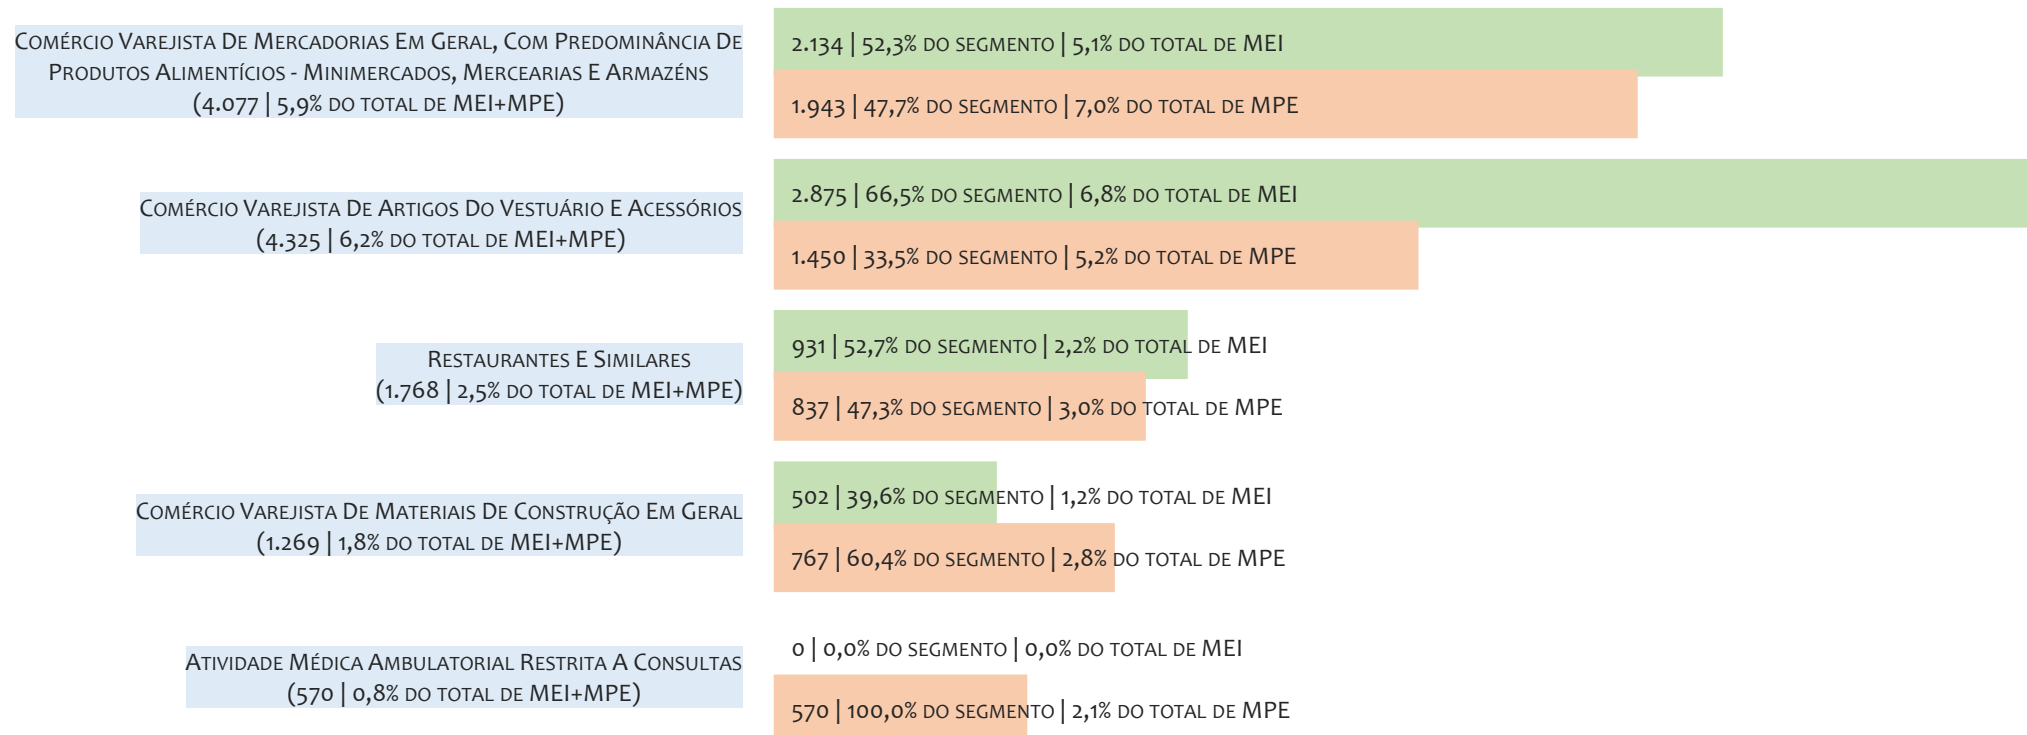 Comércio Varejista De Mercadorias Em Geral, Com Predominância De
Produtos Alimentícios - Minimercados, Mercearias E Armazéns
(4.077 | 5,9% do total de MEI+MPE)
2.134 | 52,3% do segmento | 5,1% do total de MEI
1.943 | 47,7% do segmento | 7,0% do total de MPE
Comércio Varejista De Artigos Do Vestuário E Acessórios
(4.325 | 6,2% do total de MEI+MPE)
2.875 | 66,5% do segmento | 6,8% do total de MEI
1.450 | 33,5% do segmento | 5,2% do total de MPE
Restaurantes E Similares
(1.768 | 2,5% do total de MEI+MPE)
931 | 52,7% do segmento | 2,2% do total de MEI
837 | 47,3% do segmento | 3,0% do total de MPE
Comércio Varejista De Materiais De Construção Em Geral
(1.269 | 1,8% do total de MEI+MPE)
502 | 39,6% do segmento | 1,2% do total de MEI
767 | 60,4% do segmento | 2,8% do total de MPE
Atividade Médica Ambulatorial Restrita A Consultas
(570 | 0,8% do total de MEI+MPE)
0 | 0,0% do segmento | 0,0% do total de MEI
570 | 100,0% do segmento | 2,1% do total de MPE